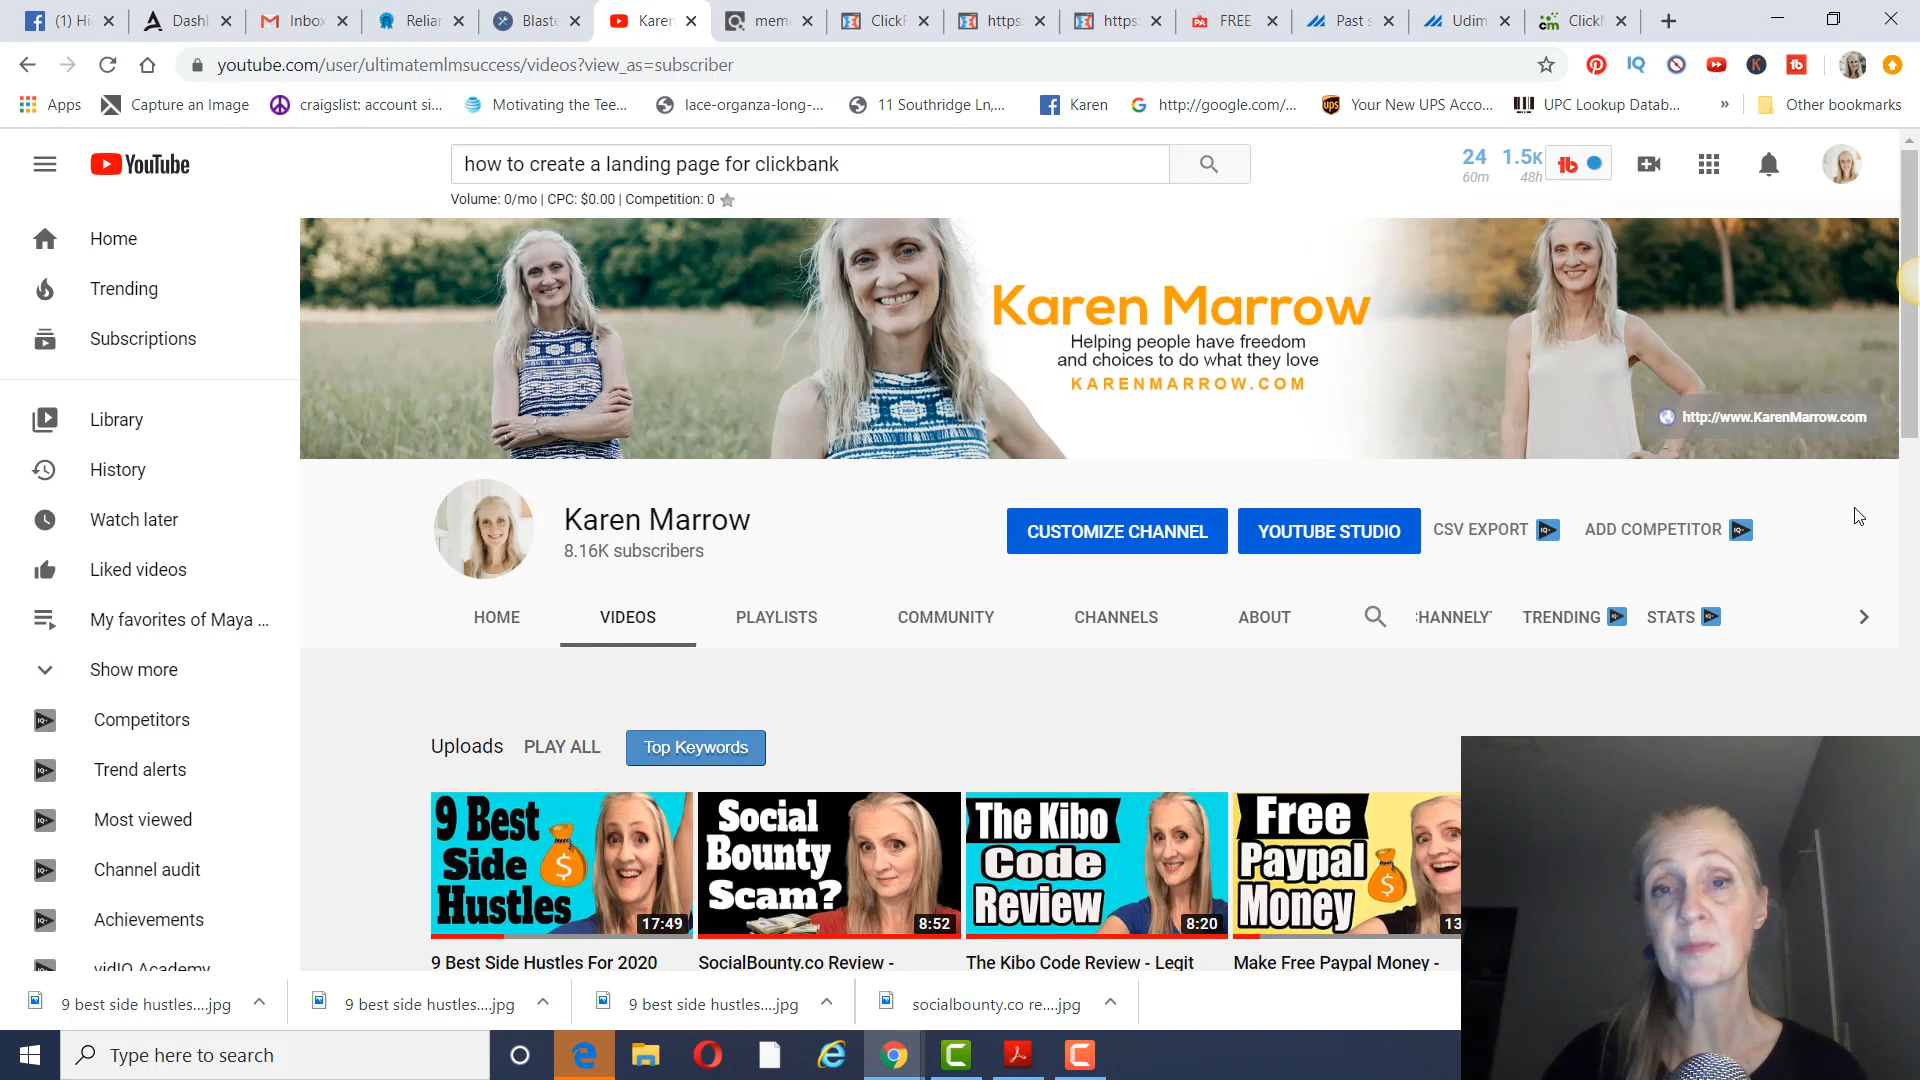 (1) Hi
Dash
Inbo
Relia
Blaste
Karen
mem
Click
https
https
FREE
Past s
Udim
Click
youtube.com/user/ultimatemlmsuccess/videos?view_as=subscriber
Apps
Capture an Image
craigslist: account si...
Motivating the Tee...
lace-organza-long-...
11 Southridge Ln,...
Karen
http://google.com/...
Your New UPS Acco...
UPC Lookup Datab...
»
Other bookmarks
YouTube
how to create a landing page for clickbank
24
60m
1.5K
48h
Volume: 0/mo | CPC: $0.00 | Competition: 0
Home
Trending
Subscriptions
Library
History
Watch later
Liked videos
My favorites of Maya ...
Show more
Competitors
Trend alerts
Most viewed
Channel audit
Achievements
vidIQ Academy
Karen Marrow
Helping people have freedom
and choices to do what they love
KARENMARROW.COM
http://www.KarenMarrow.com
Karen Marrow
8.16K subscribers
CUSTOMIZE CHANNEL
YOUTUBE STUDIO
CSV EXPORT
ADD COMPETITOR
HOME
VIDEOS
PLAYLISTS
COMMUNITY
CHANNELS
ABOUT
HANNELY
TRENDING
STATS
Uploads
PLAY ALL
Top Keywords
9 Best
Side
Hustles
17:49
Social
Bounty
Scam?
8:52
The Kibo
Code
Review
8:20
Free
Paypal
Money
13
9 Best Side Hustles For 2020
SocialBounty.co Review -
The Kibo Code Review - Legit
Make Free Paypal Money -
9 best side hustles....jpg
9 best side hustles....jpg
9 best side hustles....jpg
socialbounty.co re....jpg
Type here to search